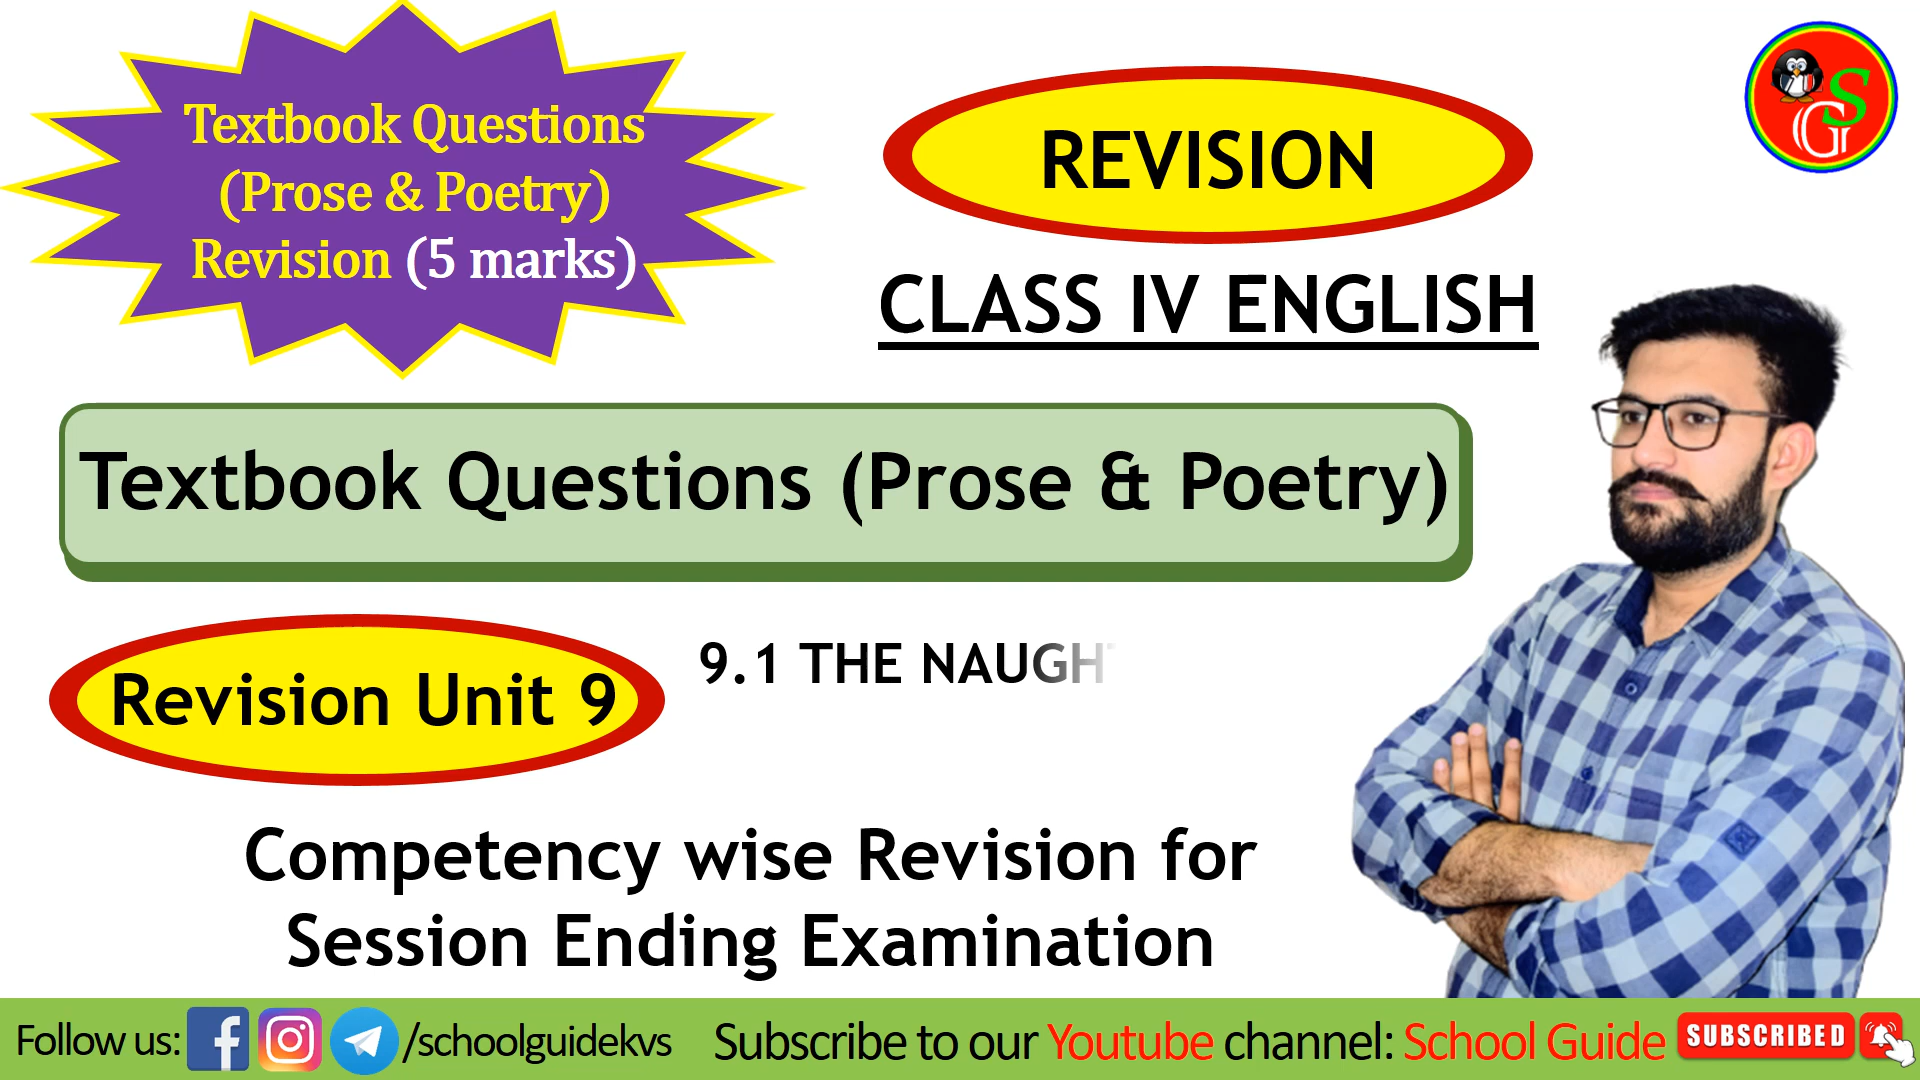 Textbook Questions
(Prose & Poetry)
Revision (5 marks)
REVISION
CLASS IV ENGLISH
SG
Textbook Questions (Prose & Poetry)
Revision Unit 9
9.1 THE
Competency wise Revision for
Session Ending Examination
Follow us: /schoolguidekvs Subscribe to our Youtube channel: School Guide SUBSCRIBED